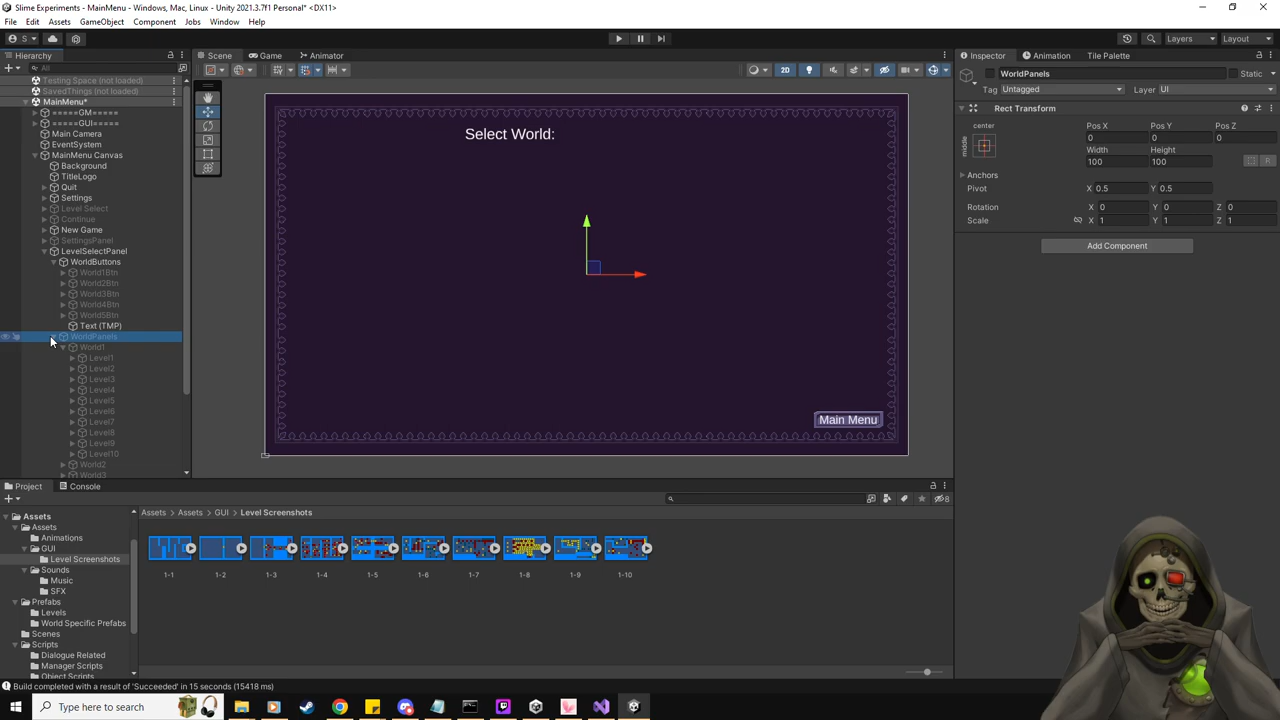 Slime Experiments - MainMenu - Windows, Mac, Linux - Unity 2021.3.7f1 Personal* <DX11>
File Edit Assets GameObject Component Jobs Window Help
S Layers Layout
Hierarchy Scene Game Animator Inspector Animation Tile Palette
All 2D
WorldPanels Static
Tag Untagged Layer UI
Testing Space (not loaded)
SavedThings (not loaded)
MainMenu*
=====GM=====
=====GUI=====
Main Camera
EventSystem
MainMenu Canvas
Background
TitleLogo
Quit
Settings
Level Select
Continue
New Game
SettingsPanel
LevelSelectPanel
WorldButtons
World1Btn
World2Btn
World3Btn
World4Btn
World5Btn
Text (TMP)
WorldPanels
World1
Level1
Level2
Level3
Level4
Level5
Level6
Level7
Level8
Level9
Level10
World2
World3
Select World:
Main Menu
Rect Transform
center
middle
Pos X Pos Y Pos Z
0 0 0
Width Height
100 100
R
Anchors
Pivot X 0.5 Y 0.5
Rotation X 0 Y 0 Z 0
Scale X 1 Y 1 Z 1
Add Component
Project Console
8
Assets
Assets
Animations
GUI
Level Screenshots
Sounds
Music
SFX
Prefabs
Levels
World Specific Prefabs
Scenes
Scripts
Dialogue Related
Manager Scripts
Object Scripts
Assets > Assets > GUI > Level Screenshots
1-1 1-2 1-3 1-4 1-5 1-6 1-7 1-8 1-9 1-10
Build completed with a result of 'Succeeded' in 15 seconds (15418 ms)
Type here to search